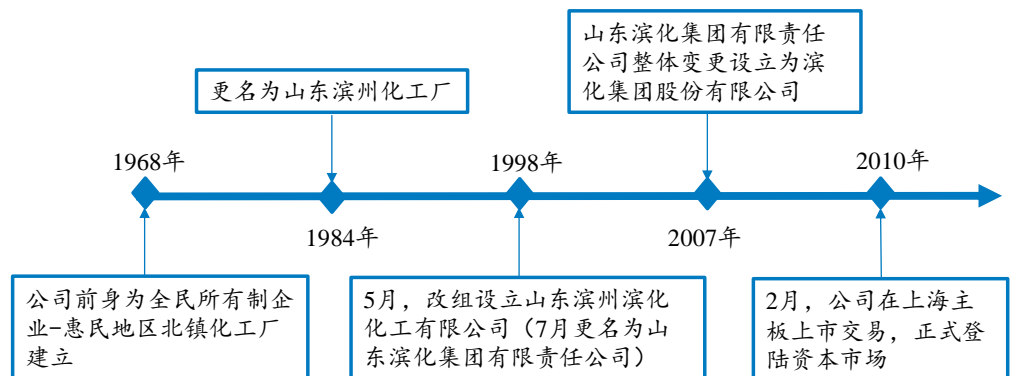 山东滨化集团有限责任
公司整体变更设立为滨
化集团股份有限公司
更名为山东滨州化工厂
1968年
1998年
2010年
1984年
2007年
公司前身为全民所有制企
业-惠民地区北镇化工厂
建立
5月，改组设立山东滨州滨化
化工有限公司（7月更名为山
东滨化集团有限责任公司）
2月，公司在上海主
板上市交易，正式登
陆资本市场